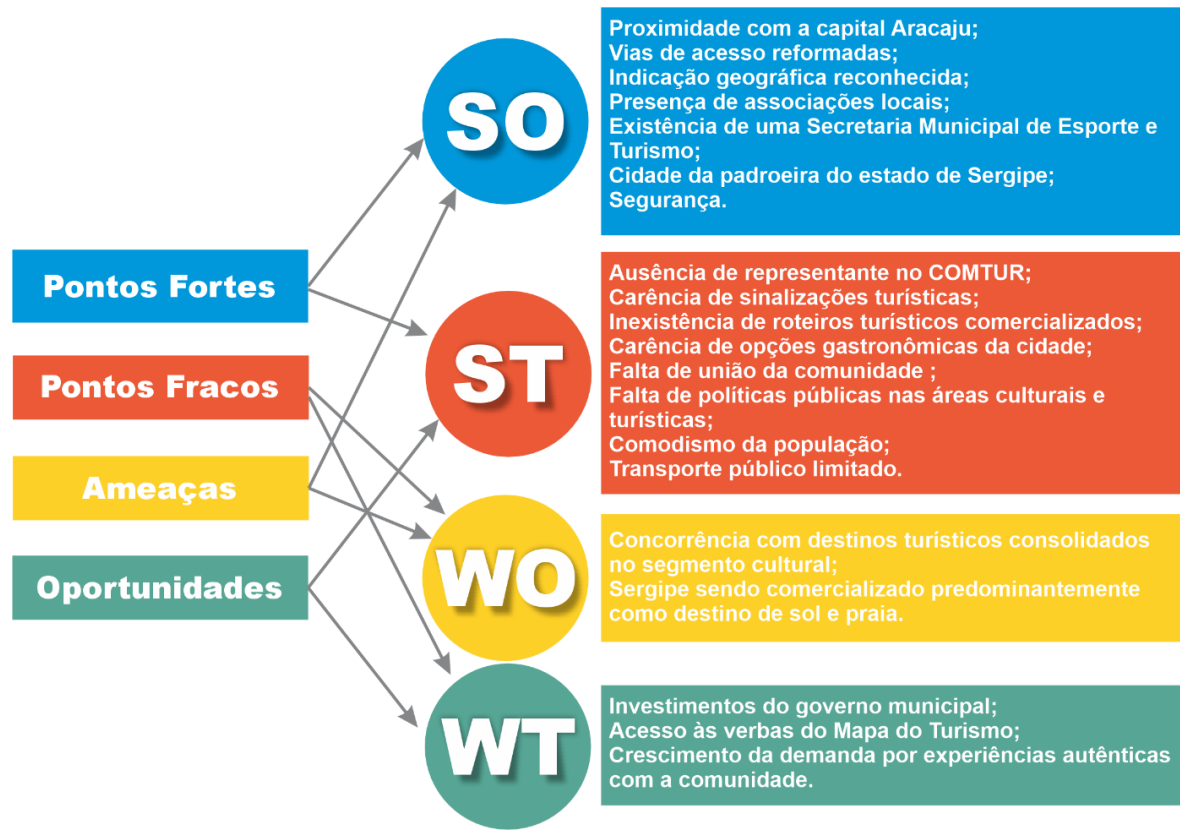 Pontos Fortes
Pontos Fracos
Ameaças
Oportunidades
SO
Proximidade com a capital Aracaju;
Vias de acesso reformadas;
Indicação geográfica reconhecida;
Presença de associações locais;
Existência de uma Secretaria Municipal de Esporte e
Turismo;
Cidade da padroeira do estado de Sergipe;
Segurança.
ST
Ausência de representante no COMTUR;
Carência de sinalizações turísticas;
Inexistência de roteiros turísticos comercializados;
Carência de opções gastronômicas da cidade;
Falta de união da comunidade ;
Falta de políticas públicas nas áreas culturais e
turísticas;
Comodismo da população;
Transporte público limitado.
WO
Concorrência com destinos turísticos consolidados
no segmento cultural;
Sergipe sendo comercializado predominantemente
como destino de sol e praia.
WT
Investimentos do governo municipal;
Acesso às verbas do Mapa do Turismo;
Crescimento da demanda por experiências autênticas
com a comunidade.